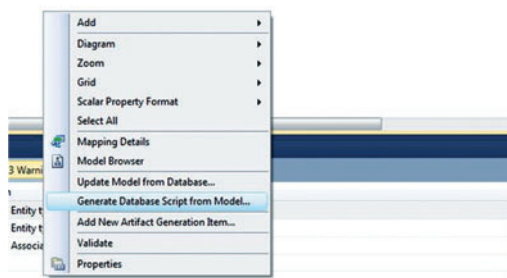 Add
Diagram
Zoom
Grid
Scalar Property Format
Select All
Mapping Details
Model Browser
3 Warni
Update Model from Database...
Generate Database Script from Model...
Entity t
Add New Artifact Generation Item...
Entity t
Associa
Validate
Properties